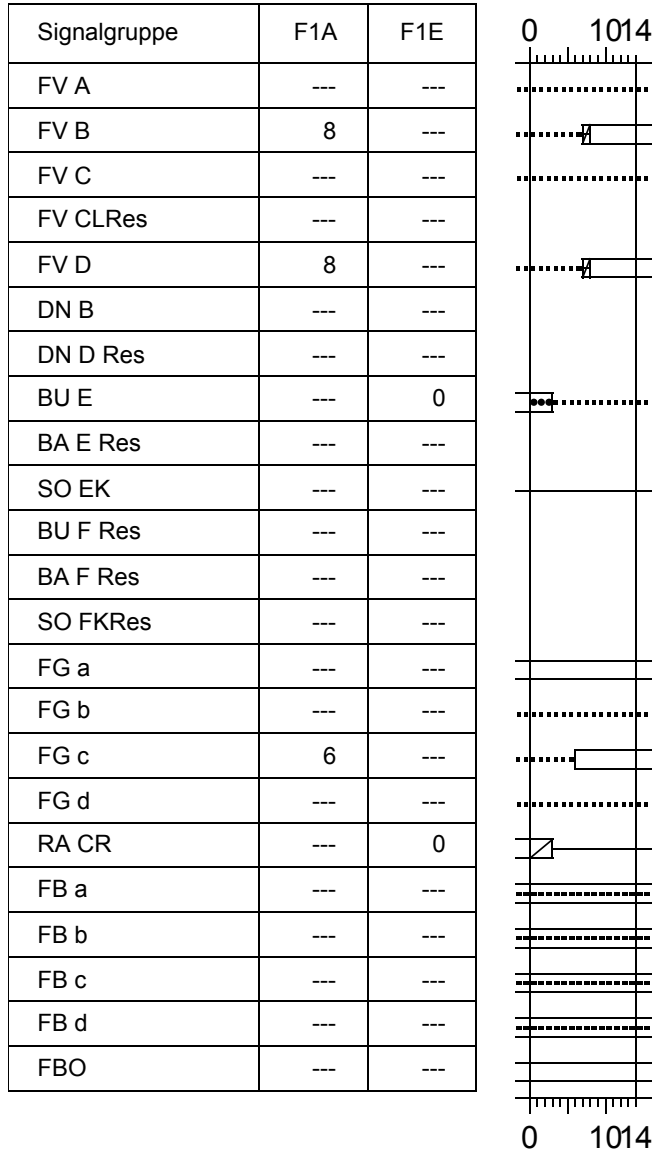 Signalgruppe F1A F1E 0 10 14
FV A --- ---
FV B 8 ---
FV C --- ---
FV CLRes --- ---
FV D 8 ---
DN B --- ---
DN D Res --- ---
BU E --- 0
BA E Res --- ---
SO EK --- ---
BU F Res --- ---
BA F Res --- ---
SO FKRes --- ---
FG a --- ---
FG b --- ---
FG c 6 ---
FG d --- ---
RA CR --- 0
FB a --- ---
FB b --- ---
FB c --- ---
FB d --- ---
FBO --- ---
0 10 14